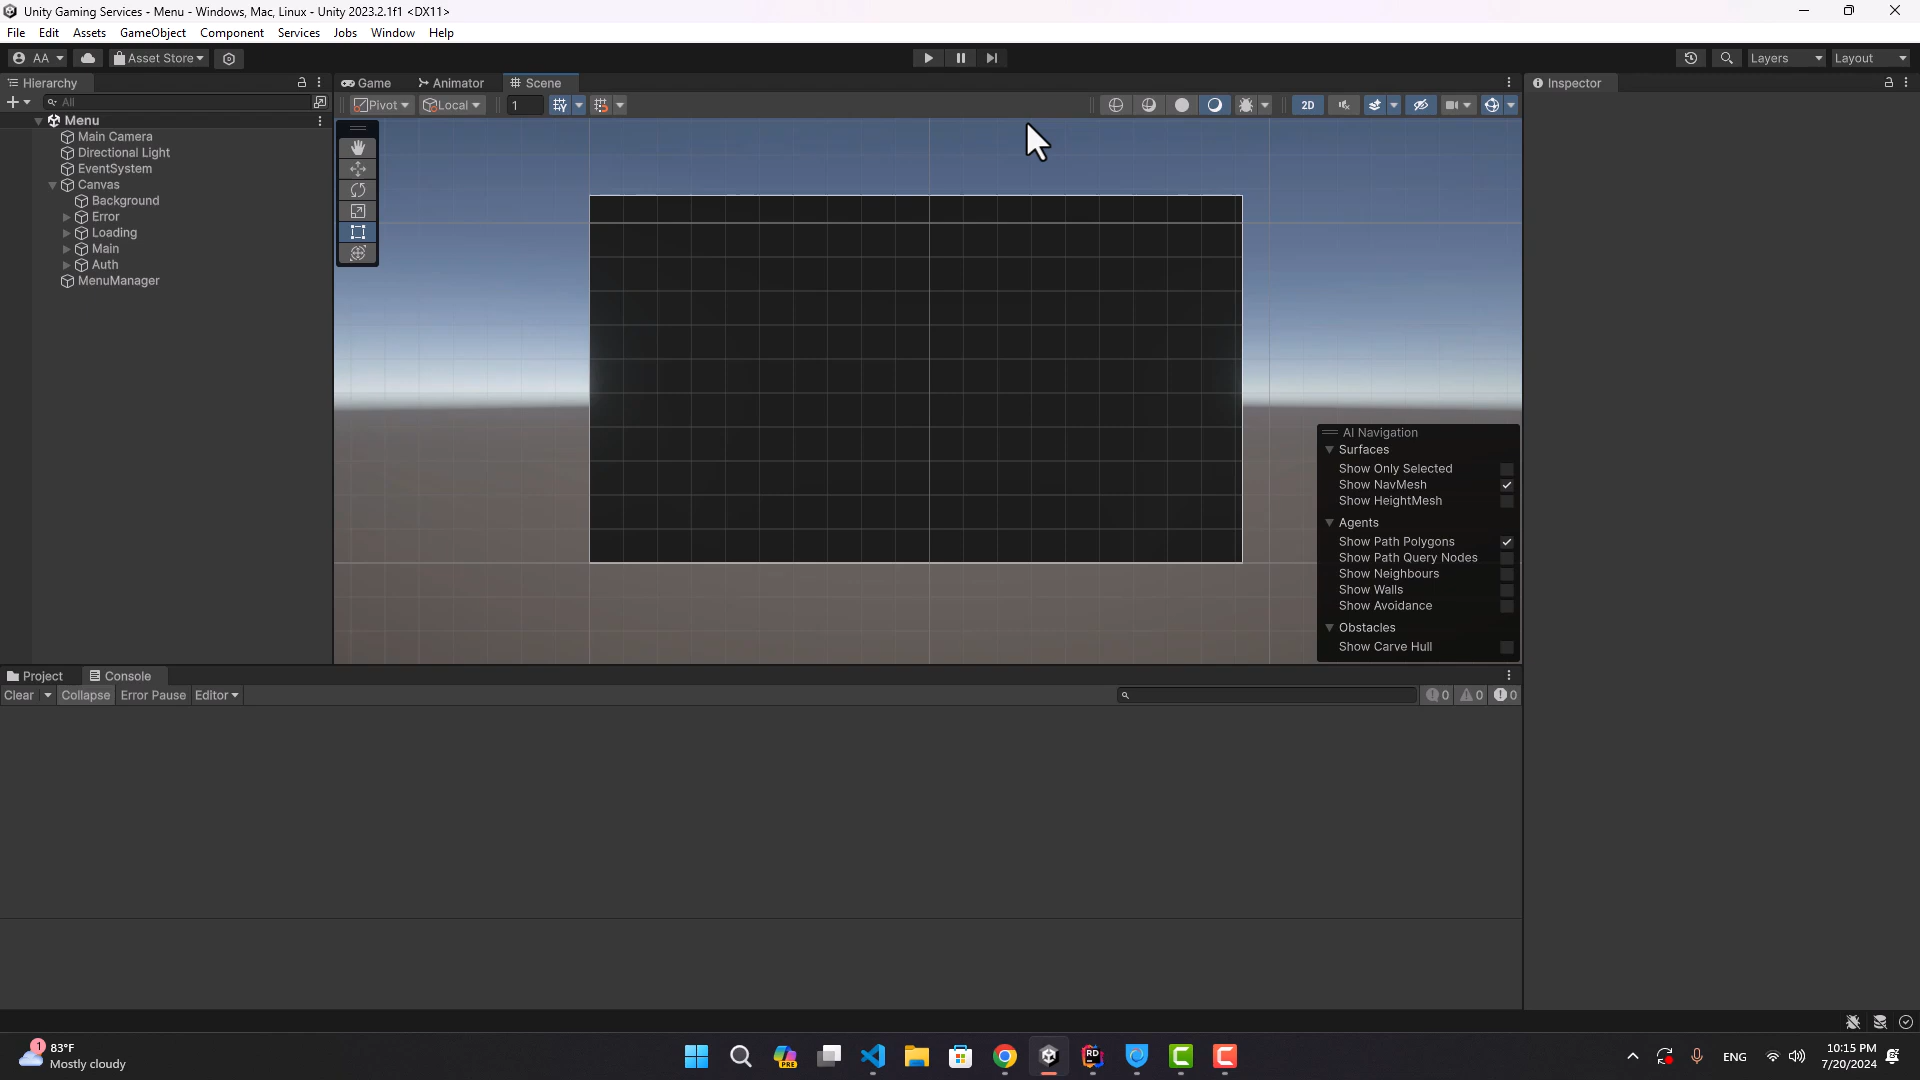 Unity Gaming Services - Menu - Windows, Mac, Linux - Unity 2023.2.1f1 <DX11>
File Edit Assets GameObject Component Services Jobs Window Help
AA Asset Store Layers Layout
Hierarchy Game Animator Scene Inspector
All Pivot Local 1 2D
Menu
Main Camera
Directional Light
EventSystem
Canvas
Background
Error
Loading
Main
Auth
MenuManager
AI Navigation
Surfaces
Show Only Selected
Show NavMesh
Show HeightMesh
Agents
Show Path Polygons
Show Path Query Nodes
Show Neighbours
Show Walls
Show Avoidance
Obstacles
Show Carve Hull
Project Console
Clear Collapse Error Pause Editor 0 0 0
1 83°F
Mostly cloudy
PRE RD ENG
10:15 PM
7/20/2024